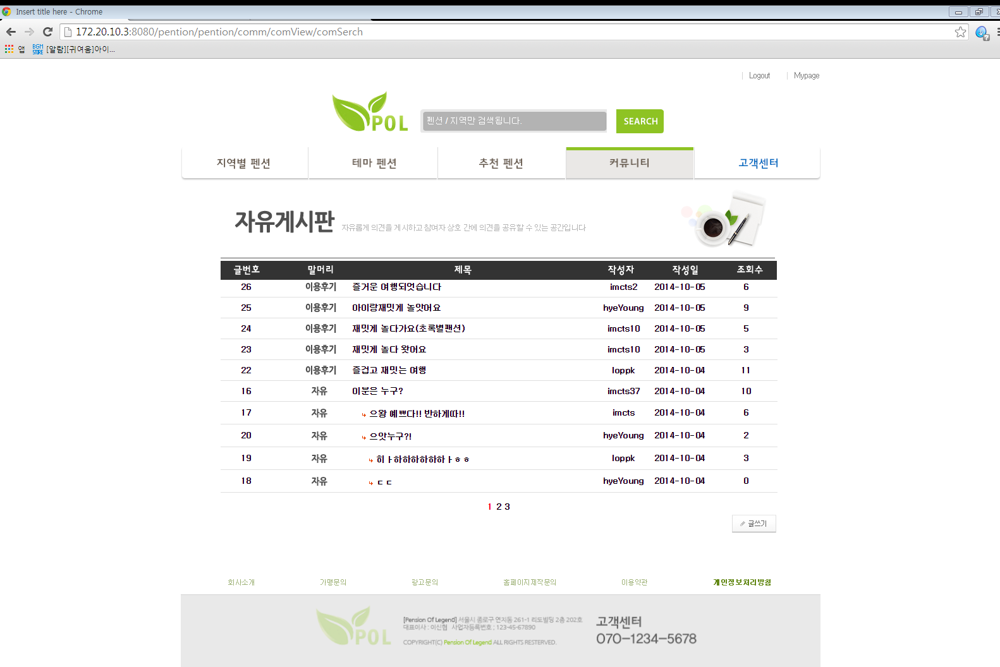 Insert title here - Chrome
172.20.10.3:8080/pention/pention/comm/comView/comSerch
앱 BGM STORE [알람][귀여움]아이...
Logout Mypage
POL 펜션 / 지역만 검색됩니다. SEARCH
지역별 펜션 테마 펜션 추천 펜션 커뮤니티 고객센터
자유게시판 자유롭게 의견을 게시하고 참여자 상호 간에 의견을 공유할 수 있는 공간입니다
글번호 말머리 제목 작성자 작성일 조회수
26 이용후기 즐거운 여행되멋습니다 imcts2 2014-10-05 6
25 이용후기 아이랑재밋게 놀앗어요 hyeYoung 2014-10-05 9
24 이용후기 재밋게 놀다가요(초록별팬션) imcts10 2014-10-05 5
23 이용후기 재밋게 놀다 왓어요 imcts10 2014-10-05 3
22 이용후기 즐겁고 재밋는 여행 loppk 2014-10-04 11
16 자유 이분은 누구? imcts37 2014-10-04 10
17 자유 으왕 예쁘다!! 반하게따!! imcts 2014-10-04 6
20 자유 으앗누구?! hyeYoung 2014-10-04 2
19 자유 히ㅏ하하하하하하ㅏㅎㅎ loppk 2014-10-04 3
18 자유 ㄷㄷ hyeYoung 2014-10-04 0
1 2 3
글쓰기
회사소개 가맹문의 광고문의 홈페이지제작문의 이용약관 개인정보처리방침
POL
[Pension Of Legend] 서울시 종로구 연지동 261-1 리도빌딩 2층 202호
대표이사 : 이신협 사업자등록번호 : 123-45-67890
COPYRIGHT(C) Pension Of Legend ALL RIGHTS RESTERVED.
고객센터
070-1234-5678